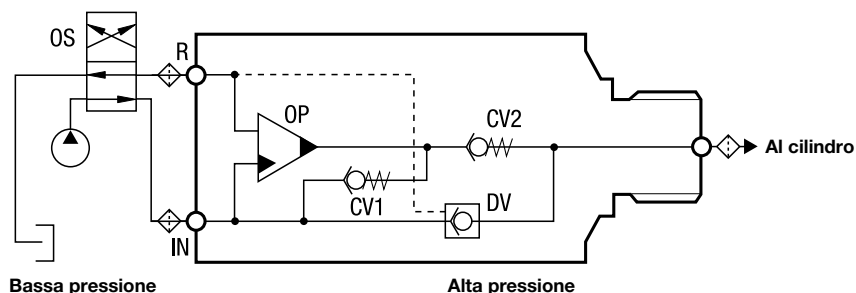 OS
R
OP
CV2
Al cilindro
CV1
DV
IN
Bassa pressione
Alta pressione